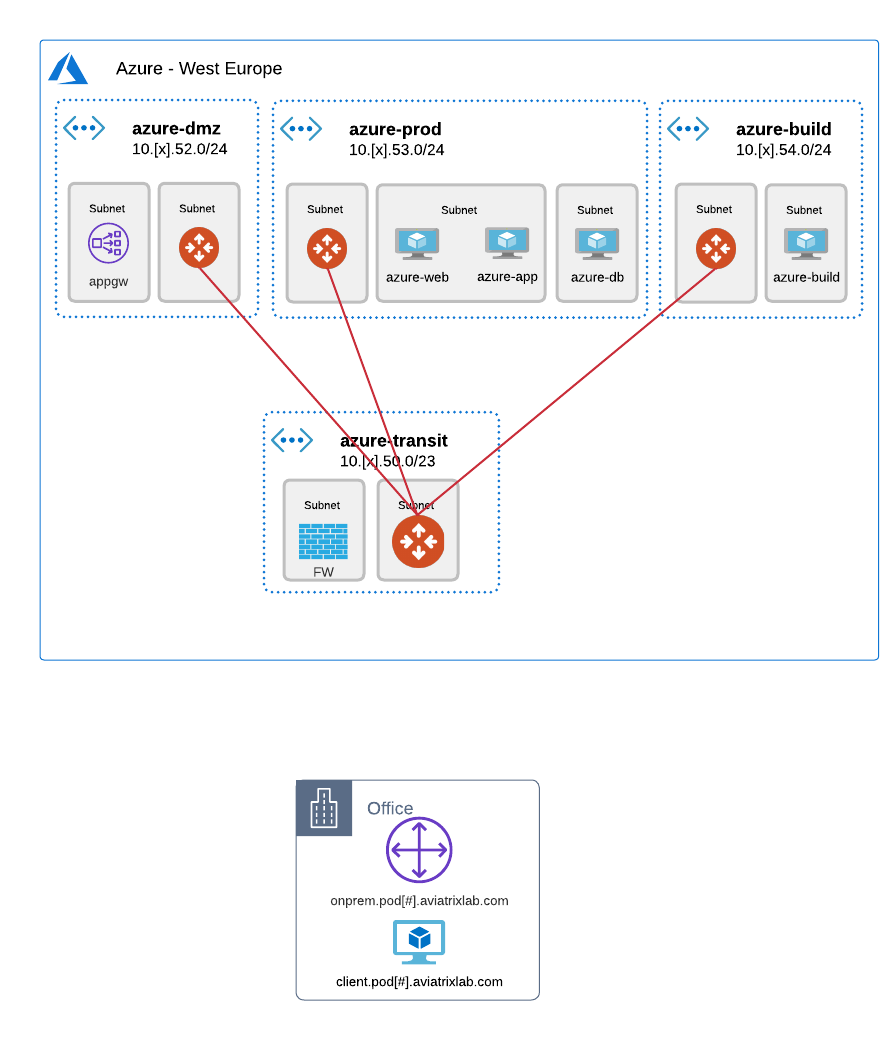 Azure - West Europe
azure-dmz
10.[x].52.0/24
azure-prod
10.[x].53.0/24
azure-build
10.[x].54.0/24
Subnet
appgw
Subnet
Subnet
Subnet
azure-web
azure-app
Subnet
azure-db
Subnet
Subnet
azure-build
azure-transit
10.[x].50.0/23
Subnet
FW
Subnet
Office
onprem.pod[#].aviatrixlab.com
client.pod[#].aviatrixlab.com